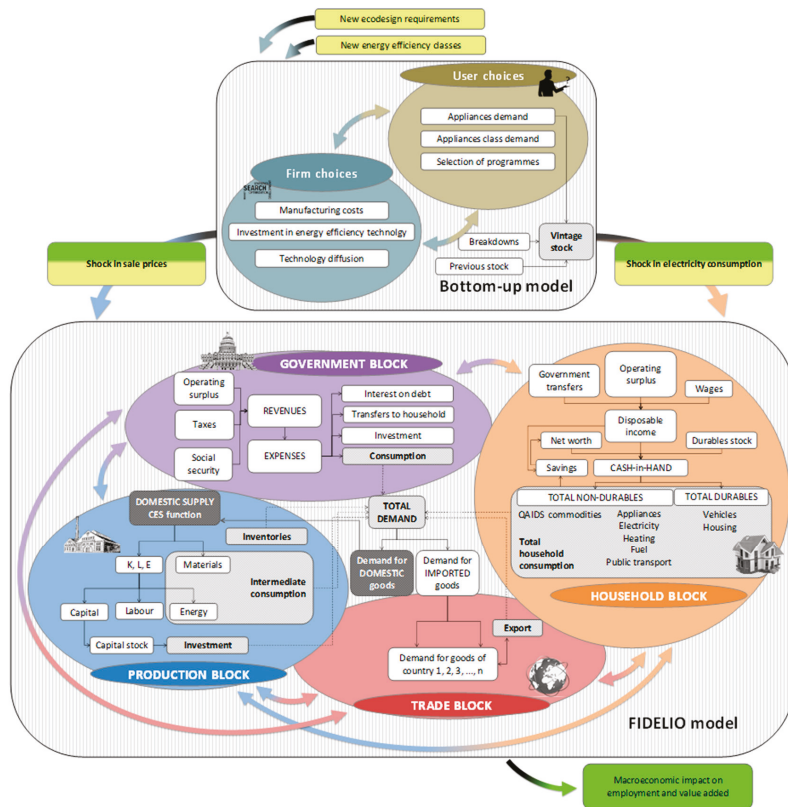 New ecodesign requirements
New energy efficiency classes
User choices
?
Appliances demand
Appliances class demand
Selection of programmes
Firm choices
SEARCH
Manufacturing costs
Investment in energy efficiency technolgy
Technology diffusion
Breakdowns
Previous stock
Vintage
stock
Bottom-up model
Shock in sale prices
Shock in electricity consumption
GOVERNMENT BLOCK
Operating
surplus
Taxes
Social
security
REVENUES
EXPENSES
Interest on debt
Transfers to household
Investment
Consumption
Government
transfers
Operating
surplus
Wages
Disposable
income
Net worth
Durables stock
Savings
CASH-in-HAND
TOTAL NON-DURABLES
TOTAL DURABLES
QAIDS commodities
Appliances
Electricity
Heating
Fuel
Public transport
Vehicles
Housing
Total
household
consumption
HOUSEHOLD BLOCK
DOMESTIC SUPPLY
CES function
TOTAL
DEMAND
Inventories
K, L, E
Materials
Intermediate
consumption
Capital
Labour
Energy
Capital stock
Investment
PRODUCTION BLOCK
Demand for
DOMESTIC
goods
Demand for
IMPORTED
goods
Export
Demand for goods of
country 1, 2, 3, ..., n
TRADE BLOCK
FIDELIO model
Macroeconomic impact on
employment and value added